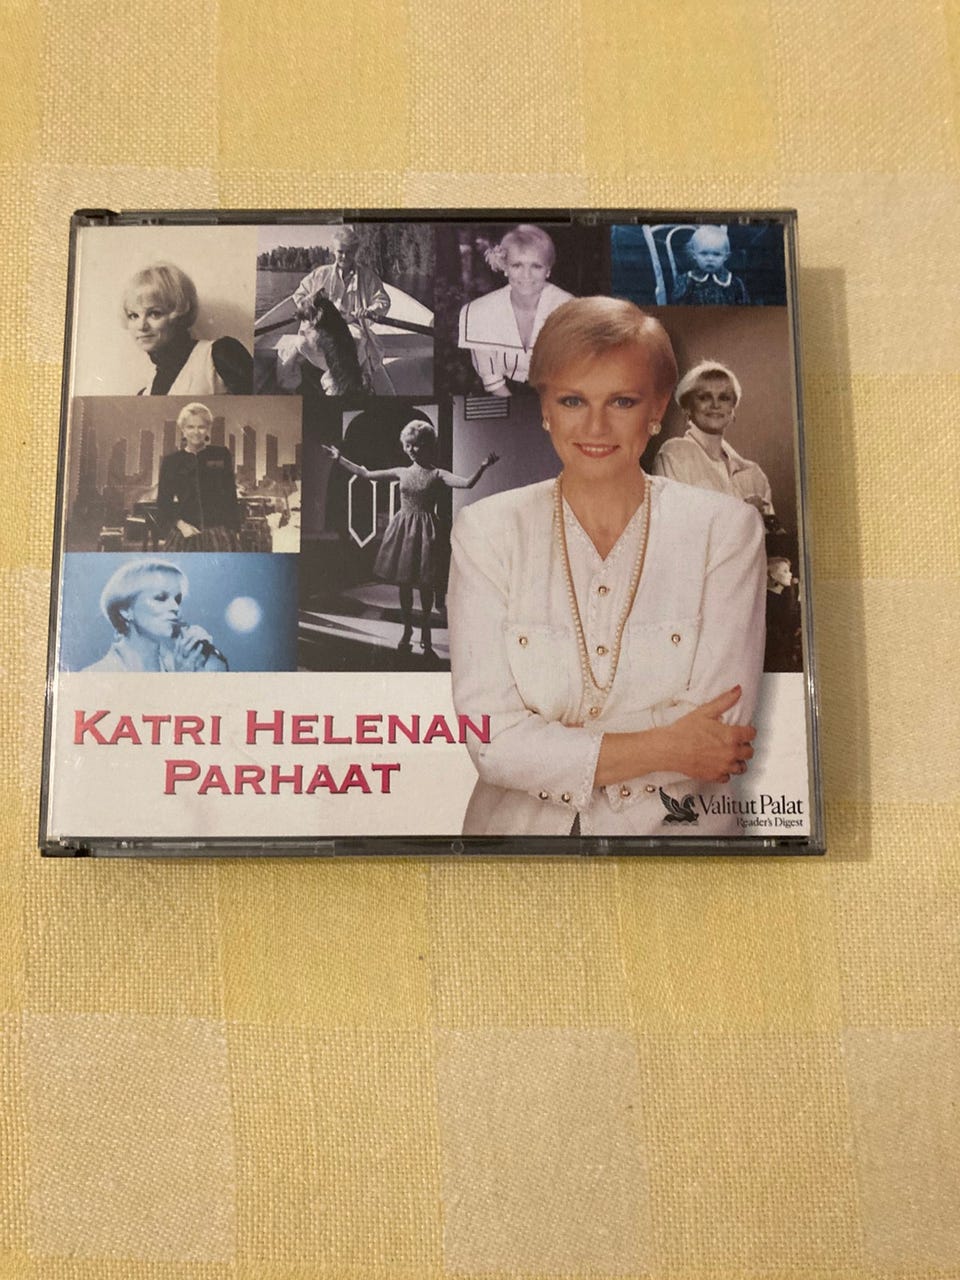 KATRI HELENAN
PARHAAT
Valitut Palat
Reader's Digest